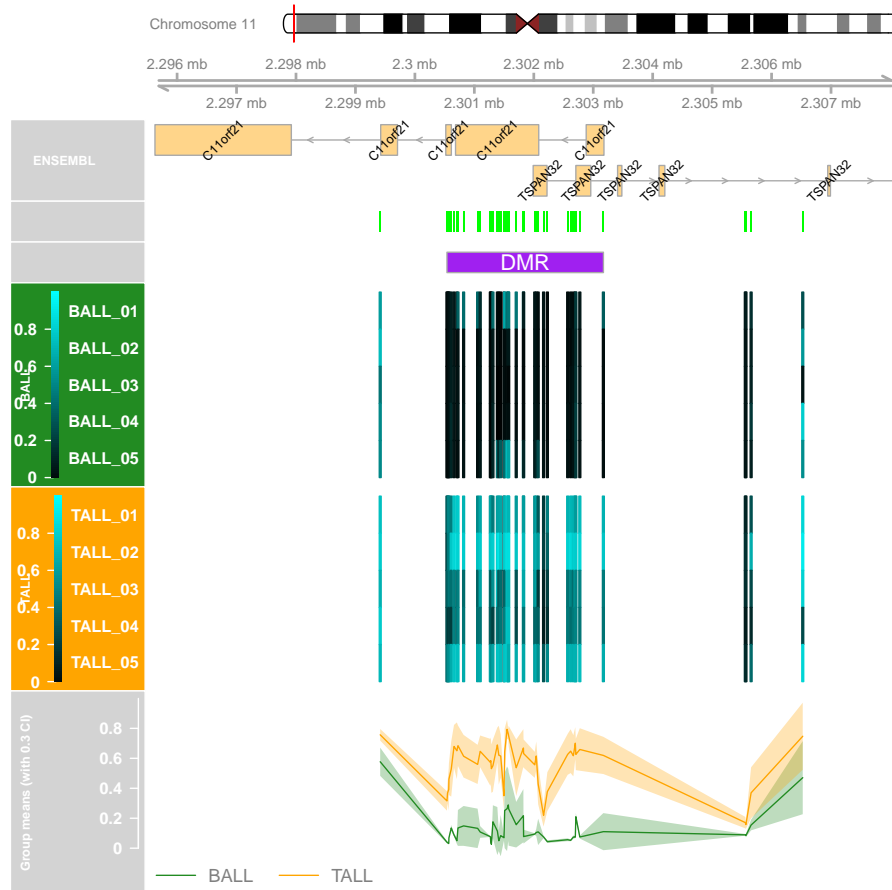 Chromosome 11
2.296 mb 2.298 mb 2.3 mb 2.302 mb 2.304 mb 2.306 mb
2.297 mb 2.299 mb 2.301 mb 2.303 mb 2.305 mb 2.307 mb
ENSEMBL
C11orf21 C11orf21 C11orf21 C11orf21 C11orf21
TSPAN32 TSPAN32 TSPAN32 TSPAN32 TSPAN32
DMR
BALL
0.8
0.6
0.4
0.2
0
BALL_01
BALL_02
BALL_03
BALL_04
BALL_05
TALL
0.8
0.6
0.4
0.2
0
TALL_01
TALL_02
TALL_03
TALL_04
TALL_05
Group means (with 0.3 CI)
0.8
0.6
0.4
0.2
0
BALL TALL